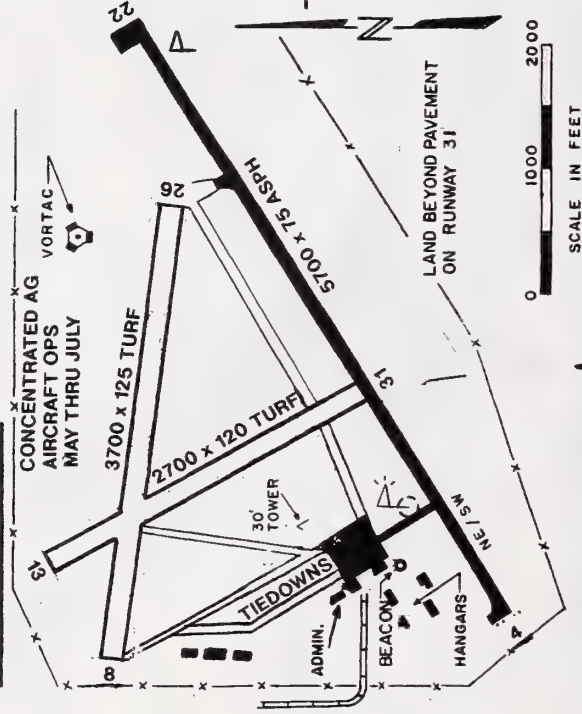 22
CONCENTRATED AG
AIRCRAFT OPS
MAY THRU JULY
VORTAC
N
26
3700 x 125 TURF
5700 x 75 ASPH
2700 x 120 TURF
13
31
LAND BEYOND PAVEMENT
ON RUNWAY 31
30'
TOWER
8
TIEDOWNS
ADMIN.
BEACON
HANGARS
NE / SW
4
0 1000 2000
SCALE IN FEET